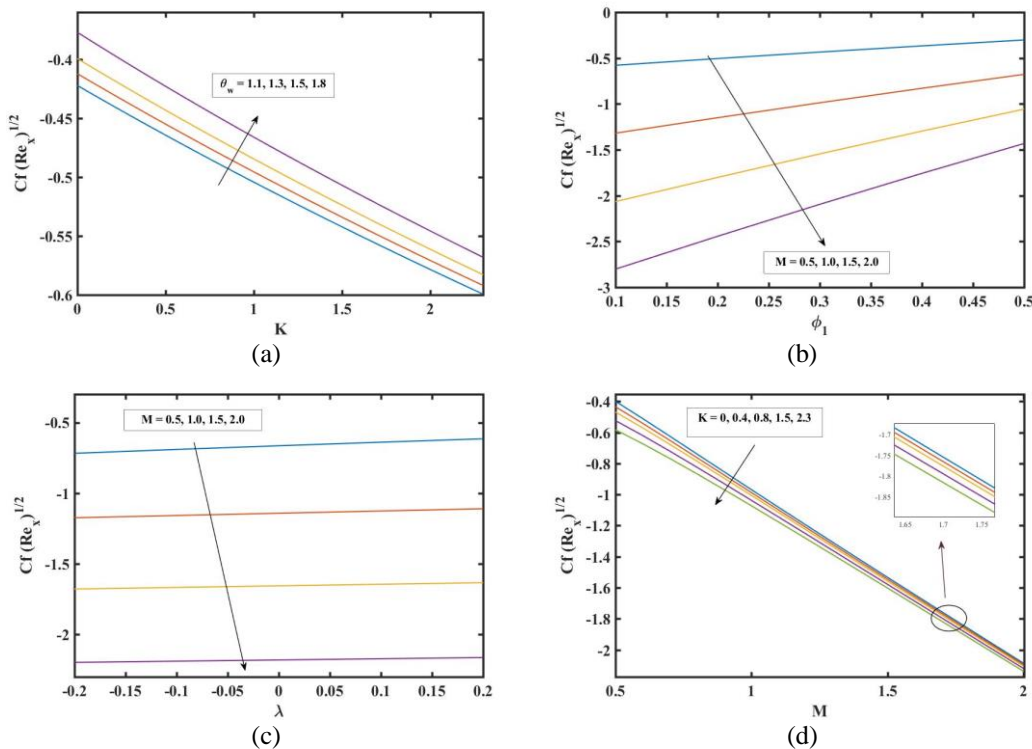 -0.4
-0.45
-0.5
-0.55
-0.6
Cf (Re_x)^1/2
θ_w = 1.1, 1.3, 1.5, 1.8
0 0.5 1 1.5 2
K
(a)
0
-0.5
-1
-1.5
-2
-2.5
-3
Cf (Re_x)^1/2
M = 0.5, 1.0, 1.5, 2.0
0.1 0.15 0.2 0.25 0.3 0.35 0.4 0.45 0.5
ϕ_1
(b)
-0.5
-1
-1.5
-2
Cf (Re_x)^1/2
M = 0.5, 1.0, 1.5, 2.0
-0.2 -0.15 -0.1 -0.05 0 0.05 0.1 0.15 0.2
λ
(c)
-0.4
-0.6
-0.8
-1
-1.2
-1.4
-1.6
-1.8
-2
Cf (Re_x)^1/2
K = 0, 0.4, 0.8, 1.5, 2.3
-1.7
-1.75
-1.8
-1.85
1.65 1.7 1.75
0.5 1 1.5 2
M
(d)